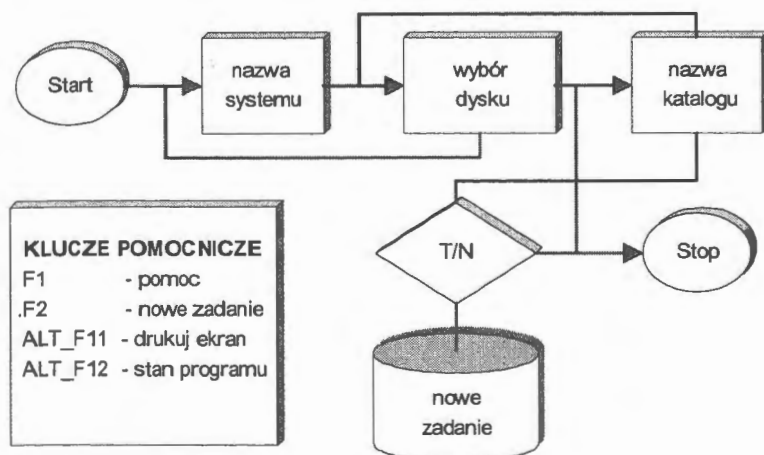 Start
nazwa
systemu
wybór
dysku
nazwa
katalogu
T/N
Stop
nowe
zadanie
KLUCZE POMOCNICZE
F1 - pomoc
.F2 - nowe zadanie
ALT_F11 - drukuj ekran
ALT_F12 - stan programu